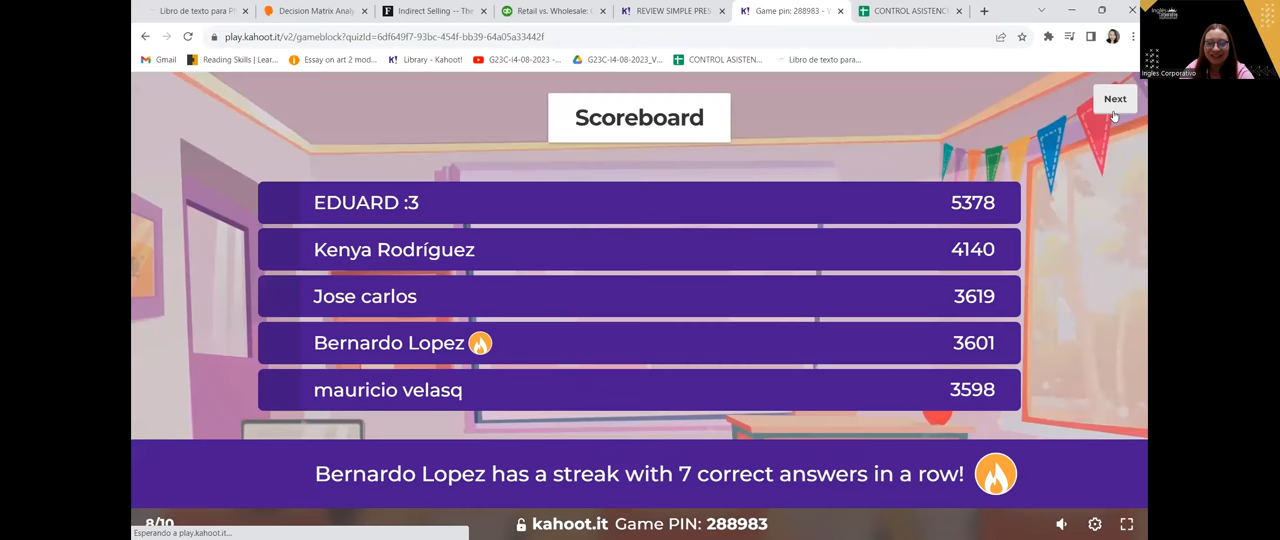 Libro de texto para P
Decision Matrix Anal
Indirect Selling -- The
Retail vs. Wholesale: C
K! REVIEW SIMPLE PRES
K! Game pin: 288983 - V
CONTROL ASISTENC
play.kahoot.it/v2/gameblock?quizId=6df649f7-93bc-454f-bb39-64a05a33442f
Gmail
Reading Skills | Lear...
Essay on art 2 mod...
K! Library - Kahoot!
G23C-I4-08-2023 -...
G23C-I4-08-2023_V...
CONTROL ASISTEN...
Libro de texto para...
Ingles Corporativo
Next
Scoreboard
EDUARD :3 5378
Kenya Rodríguez 4140
Jose carlos 3619
Bernardo Lopez 3601
mauricio velasq 3598
Bernardo Lopez has a streak with 7 correct answers in a row!
8/10
kahoot.it Game PIN: 288983
Esperando a play.kahoot.it...